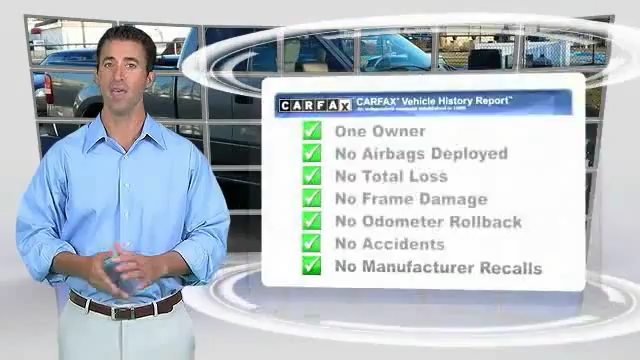 CARFAX CARFAX Vehicle History Report™
One Owner
No Airbags Deployed
No Total Loss
No Frame Damage
No Odometer Rollback
No Accidents
No Manufacturer Recalls